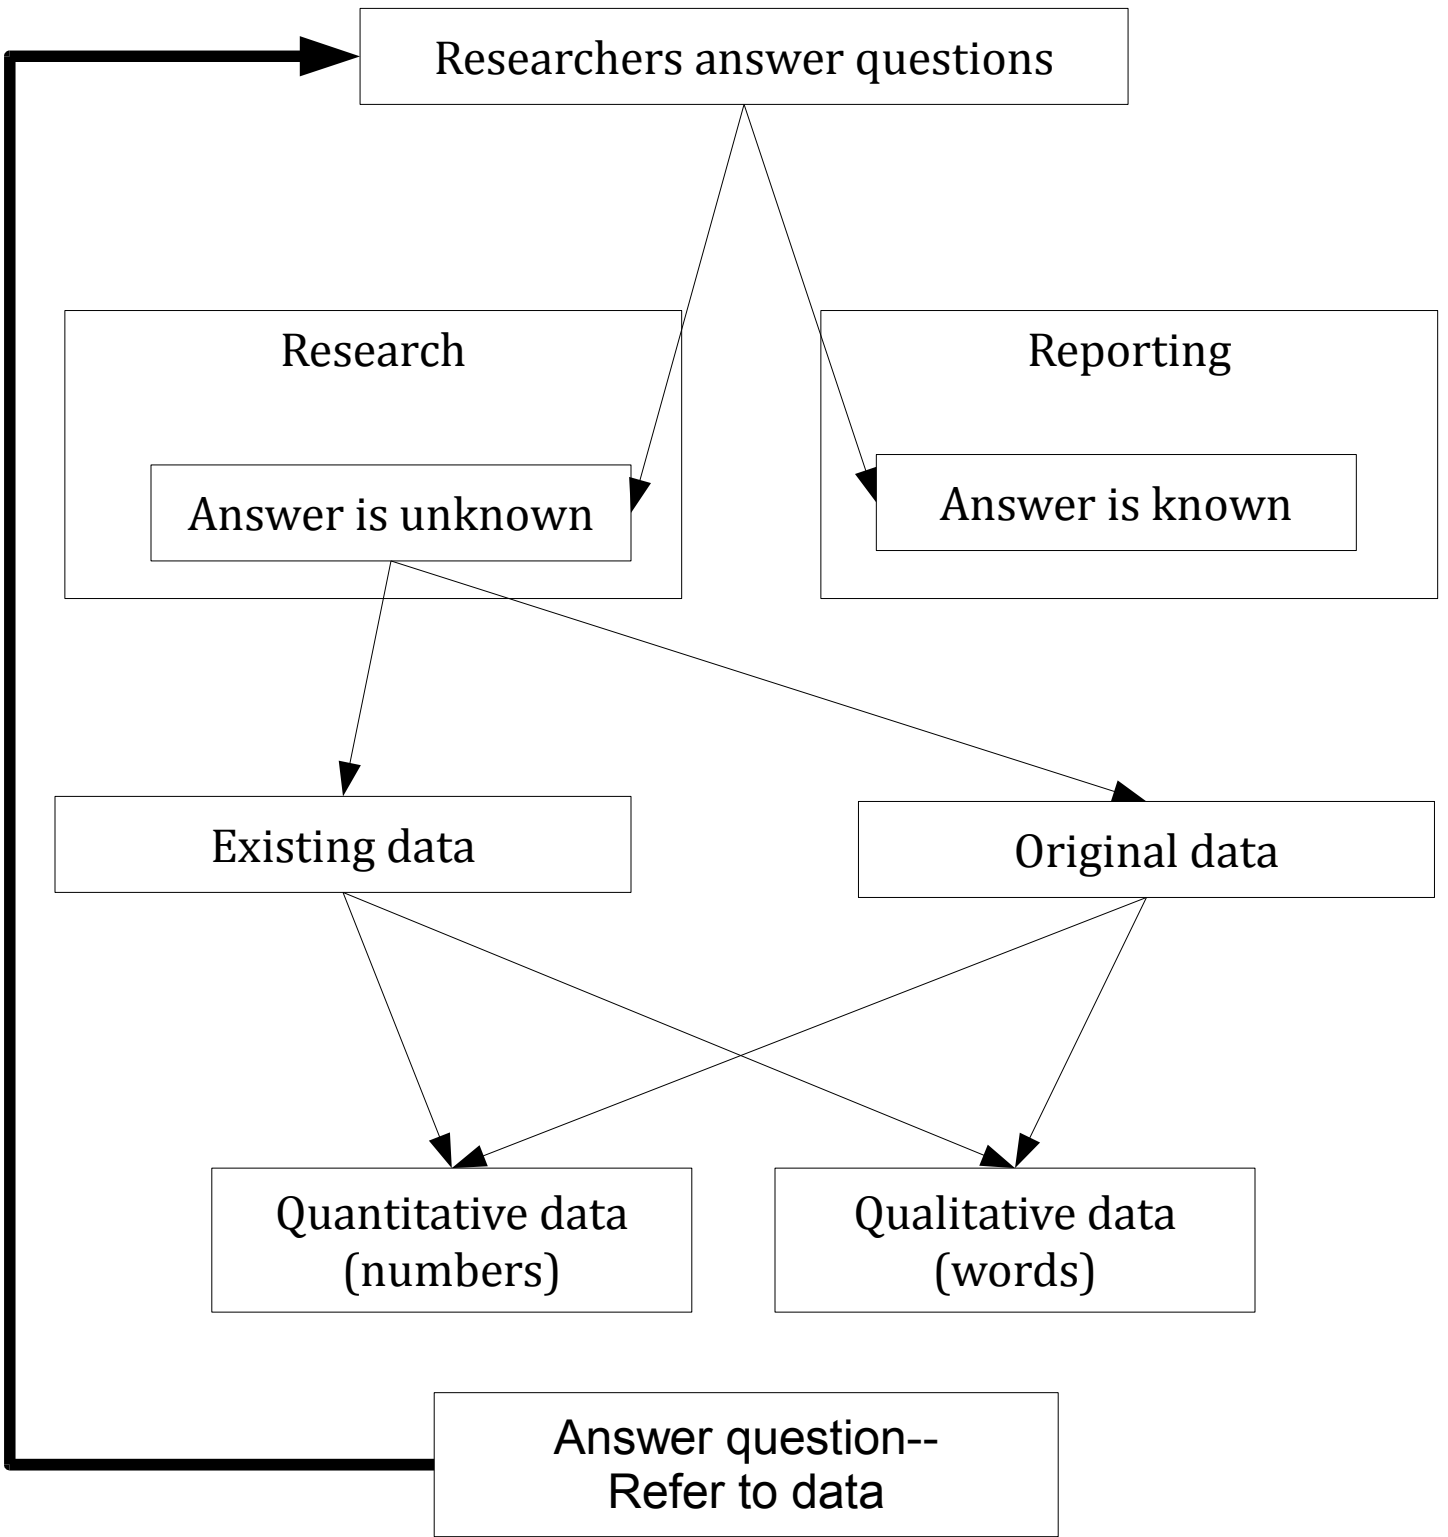 Researchers answer questions
Research
Reporting
Answer is unknown
Answer is known
Existing data
Original data
Quantitative data
(numbers)
Qualitative data
(words)
Answer question--
Refer to data